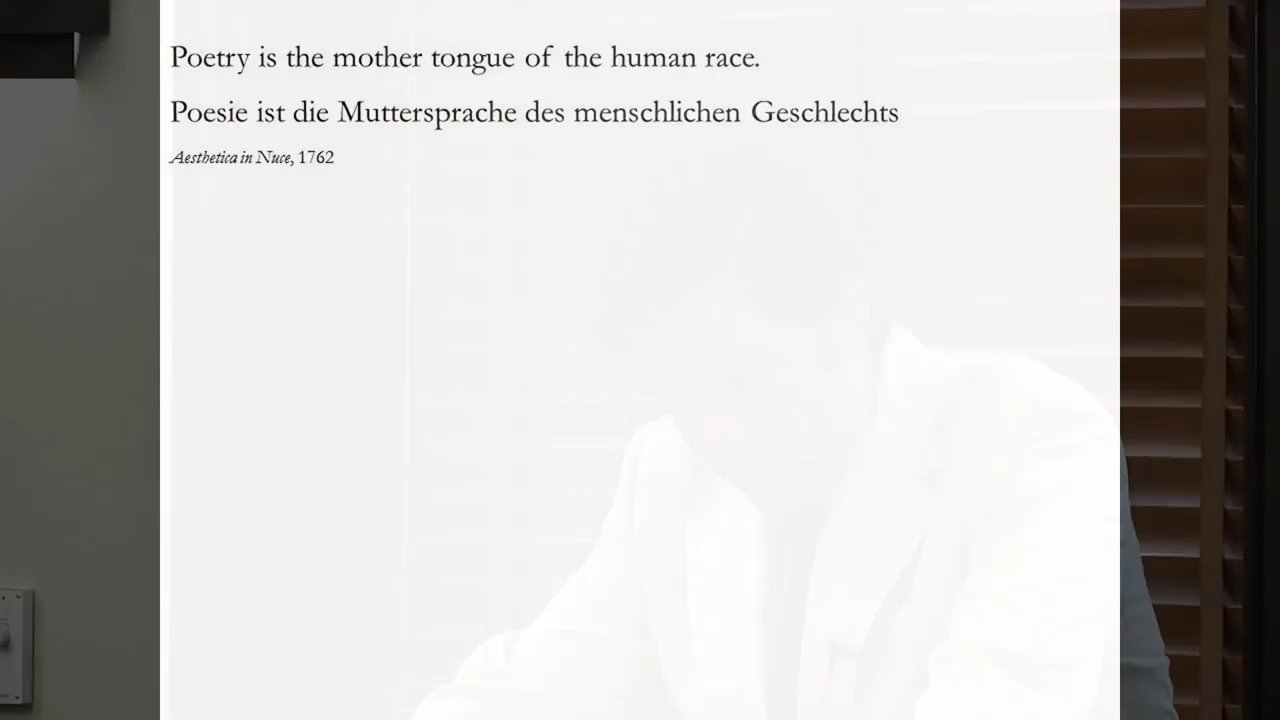 Poetry is the mother tongue of the human race.
Poesie ist die Muttersprache des menschlichen Geschlechts
Aesthetica in Nuce, 1762